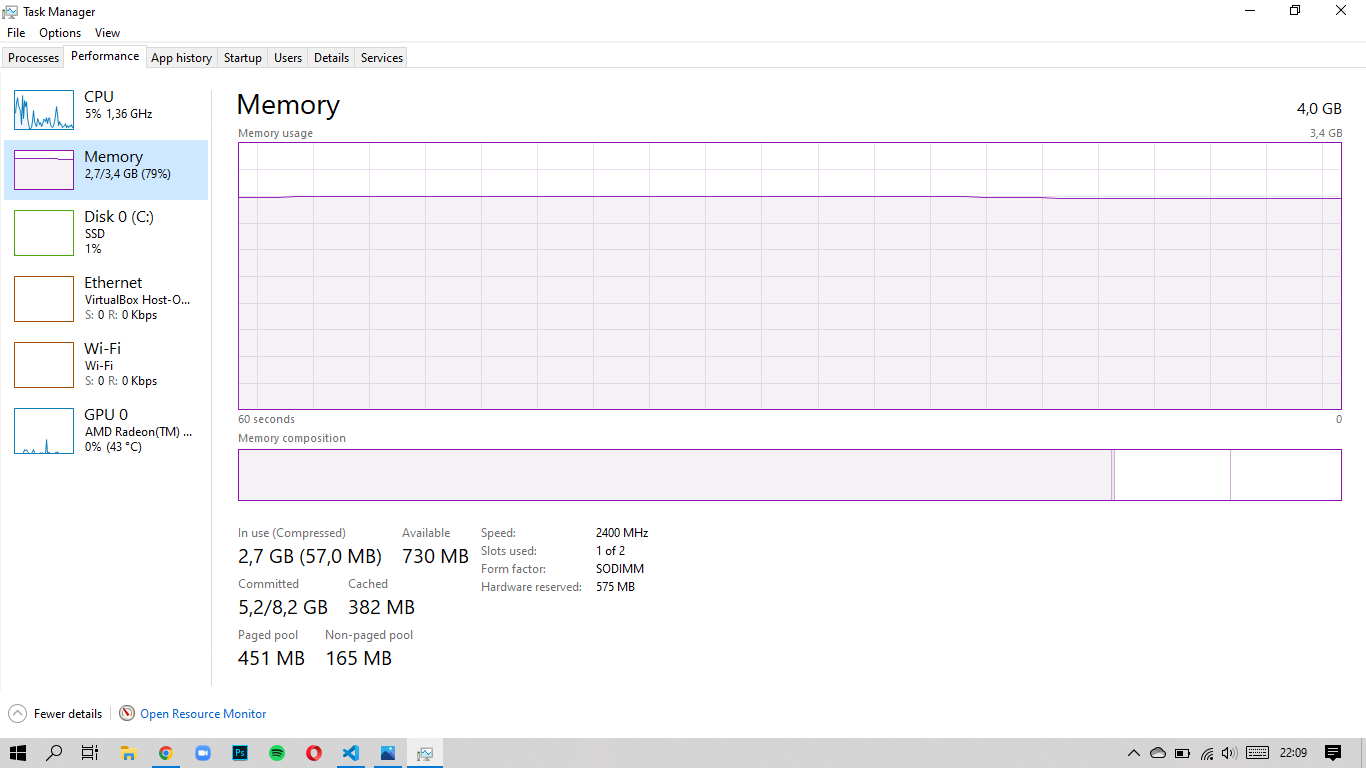 Task Manager
File Options View
Processes Performance App history Startup Users Details Services
CPU
5% 1,36 GHz
Memory
2,7/3,4 GB (79%)
Disk 0 (C:)
SSD
1%
Ethernet
VirtualBox Host-O...
S: 0 R: 0 Kbps
Wi-Fi
Wi-Fi
S: 0 R: 0 Kbps
GPU 0
AMD Radeon(TM) ...
0% (43 °C)
Memory 4,0 GB
Memory usage 3,4 GB
60 seconds 0
Memory composition
In use (Compressed) Available
2,7 GB (57,0 MB) 730 MB
Committed Cached
5,2/8,2 GB 382 MB
Paged pool Non-paged pool
451 MB 165 MB
Speed: 2400 MHz
Slots used: 1 of 2
Form factor: SODIMM
Hardware reserved: 575 MB
Fewer details Open Resource Monitor
Ps 22:09